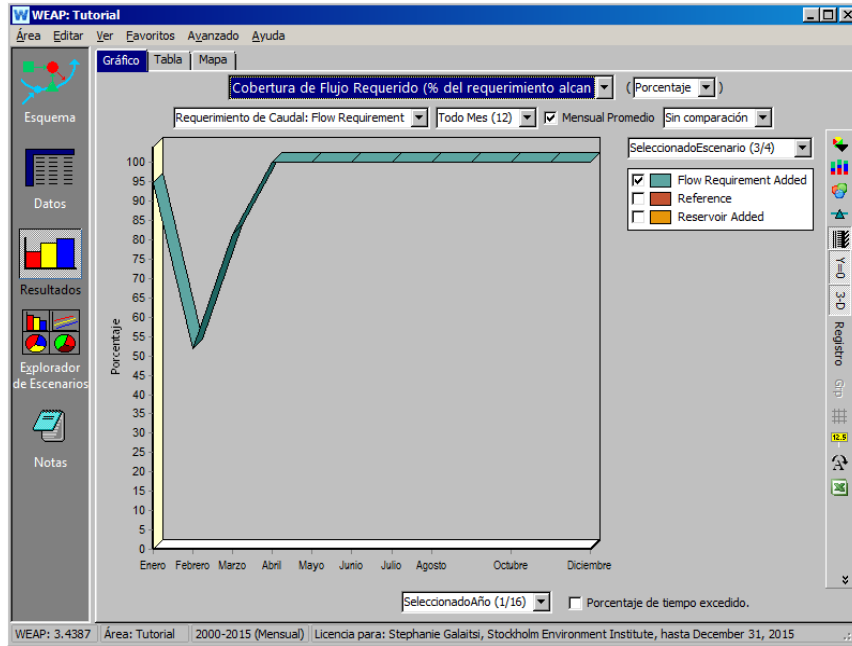 WEAP: Tutorial
Área Editar Ver Favoritos Avanzado Ayuda
Gráfico Tabla Mapa
Cobertura de Flujo Requerido (% del requerimiento alcan ( Porcentaje )
Requerimiento de Caudal: Flow Requirement Todo Mes (12) Mensual Promedio Sin comparación
SeleccionadoEscenario (3/4)
Flow Requirement Added
Reference
Reservoir Added
Esquema
Datos
Resultados
Explorador
de Escenarios
Notas
Porcentaje
100
95
90
85
80
75
70
65
60
55
50
45
40
35
30
25
20
15
10
5
0
Enero Febrero Marzo Abril Mayo Junio Julio Agosto Octubre Diciembre
Y=0
3-D
Registro
Grp
12.5
A
SeleccionadoAño (1/16) Porcentaje de tiempo excedido.
WEAP: 3.4387 Área: Tutorial 2000-2015 (Mensual) Licencia para: Stephanie Galaitsi, Stockholm Environment Institute, hasta December 31, 2015